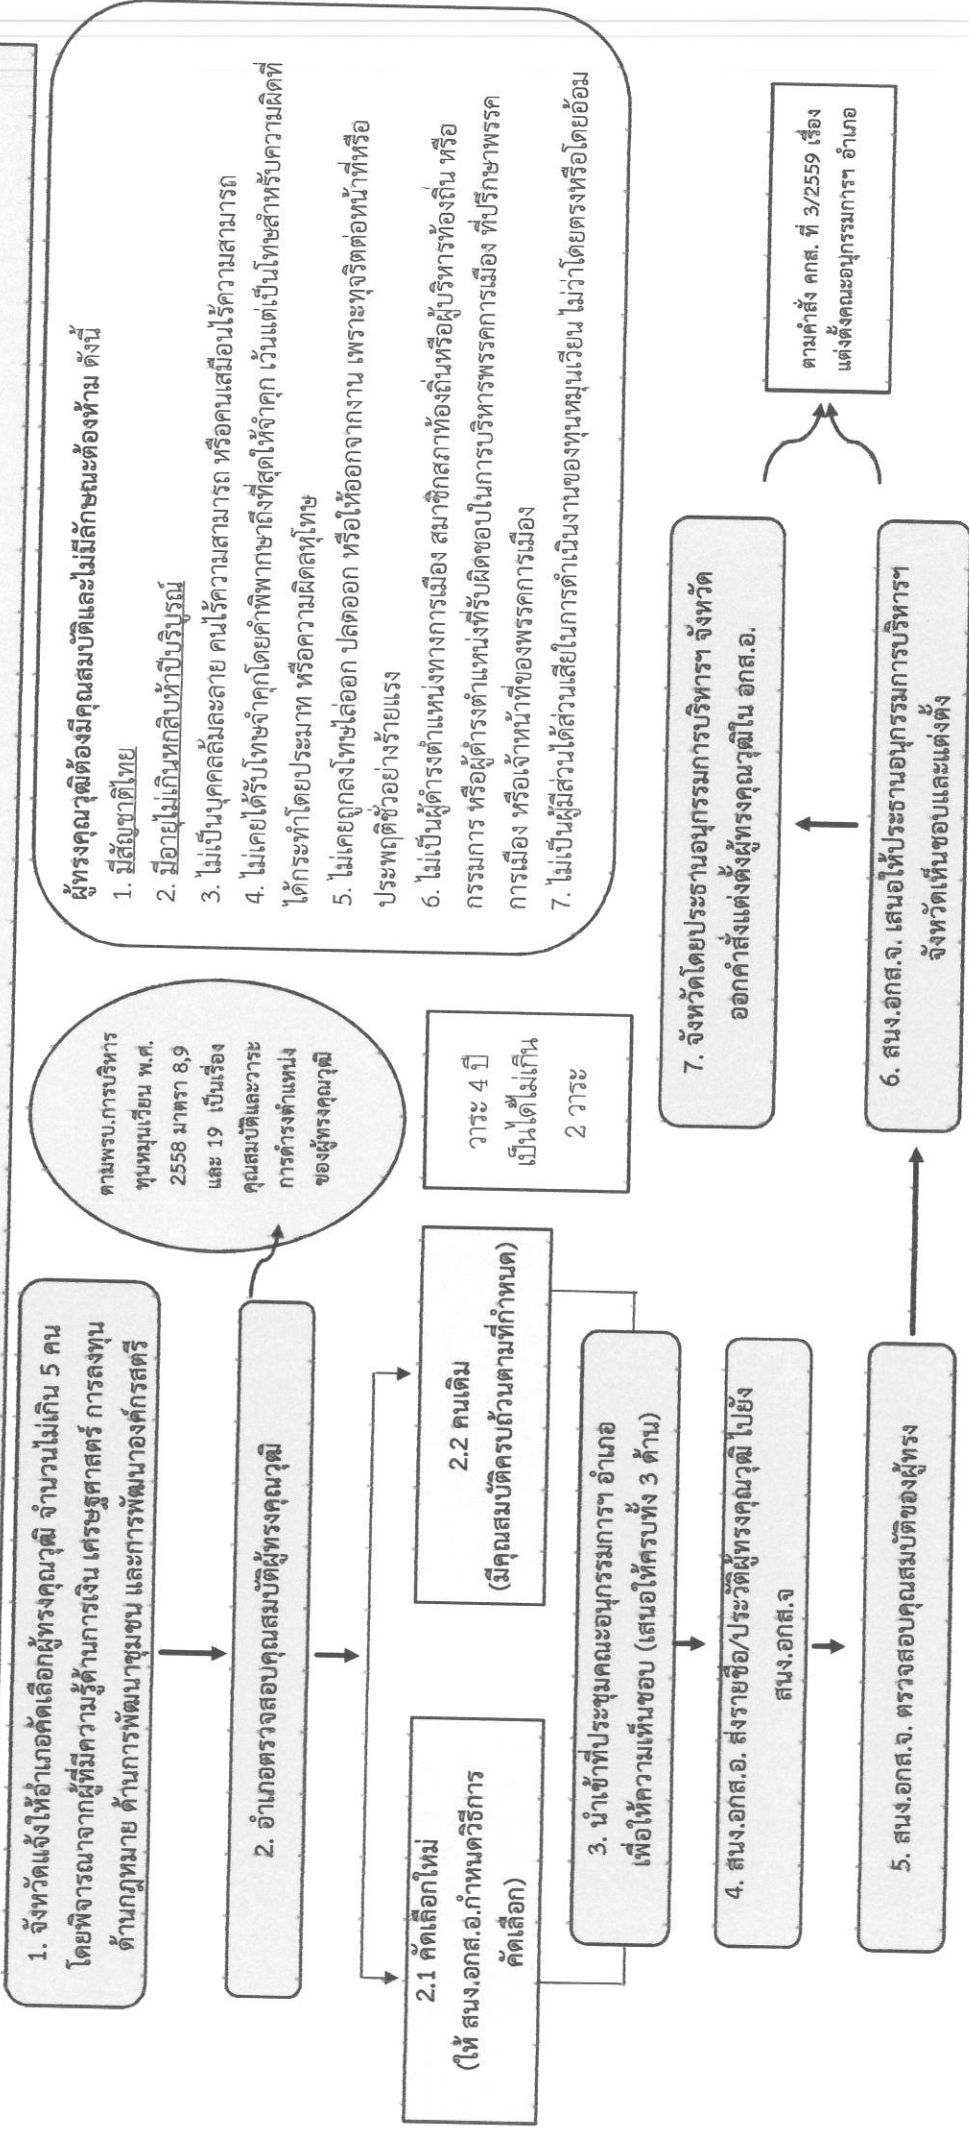 1. จังหวัดแจ้งให้อำเภอคัดเลือกผู้ทรงคุณวุฒิ จำนวนไม่เกิน 5 คน
โดยพิจารณาจากผู้ที่มีความรู้ด้านการเงิน เศรษฐศาสตร์ การลงทุน
ด้านกฎหมาย ด้านการพัฒนาชุมชน และการพัฒนาองค์กรสตรี
2. อำเภอตรวจสอบคุณสมบัติผู้ทรงคุณวุฒิ
ตามพรบ.การบริหาร
ทุนหมุนเวียน พ.ศ.
2558 มาตรา 8,9
และ 19 เป็นเรื่อง
คุณสมบัติและวาระ
การดำรงตำแหน่ง
ของผู้ทรงคุณวุฒิ
ผู้ทรงคุณวุฒิต้องมีคุณสมบัติและไม่มีลักษณะต้องห้าม ดังนี้
1. มีสัญชาติไทย
2. มีอายุไม่เกินหกสิบห้าปีบริบูรณ์
3. ไม่เป็นบุคคลล้มละลาย คนไร้ความสามารถ หรือคนเสมือนไร้ความสามารถ
4. ไม่เคยได้รับโทษจำคุกโดยคำพิพากษาถึงที่สุดให้จำคุก เว้นแต่เป็นโทษสำหรับความผิดที่
ได้กระทำโดยประมาท หรือความผิดลหุโทษ
5. ไม่เคยถูกลงโทษไล่ออก ปลดออก หรือให้ออกจากงาน เพราะทุจริตต่อหน้าที่หรือ
ประพฤติชั่วอย่างร้ายแรง
6. ไม่เป็นผู้ดำรงตำแหน่งทางการเมือง สมาชิกสภาท้องถิ่นหรือผู้บริหารท้องถิ่น หรือ
กรรมการ หรือผู้ดำรงตำแหน่งที่รับผิดชอบในการบริหารพรรคการเมือง ที่ปรึกษาพรรค
การเมือง หรือเจ้าหน้าที่ของพรรคการเมือง
7. ไม่เป็นผู้มีส่วนได้ส่วนเสียในการดำเนินงานของทุนหมุนเวียน ไม่ว่าโดยตรงหรือโดยอ้อม
2.1 คัดเลือกใหม่
(ให้ สนง.อกส.อ.กำหนดวิธีการ
คัดเลือก)
2.2 คนเดิม
(มีคุณสมบัติครบถ้วนตามที่กำหนด)
วาระ 4 ปี
เป็นได้ไม่เกิน
2 วาระ
3. นำเข้าที่ประชุมคณะอนุกรรมการฯ อำเภอ
เพื่อให้ความเห็นชอบ (เสนอให้ครบทั้ง 3 ด้าน)
4. สนง.อกส.อ. ส่งรายชื่อ/ประวัติผู้ทรงคุณวุฒิ ไปยัง
สนง.อกส.จ
5. สนง.อกส.จ. ตรวจสอบคุณสมบัติของผู้ทรง
6. สนง.อกส.จ. เสนอให้ประธานอนุกรรมการบริหารฯ
จังหวัดเห็นชอบและแต่งตั้ง
7. จังหวัดโดยประธานอนุกรรมการบริหารฯ จังหวัด
ออกคำสั่งแต่งตั้งผู้ทรงคุณวุฒิใน อกส.อ.
ตามคำสั่ง คกส. ที่ 3/2559 เรื่อง
แต่งตั้งคณะอนุกรรมการฯ อำเภอ